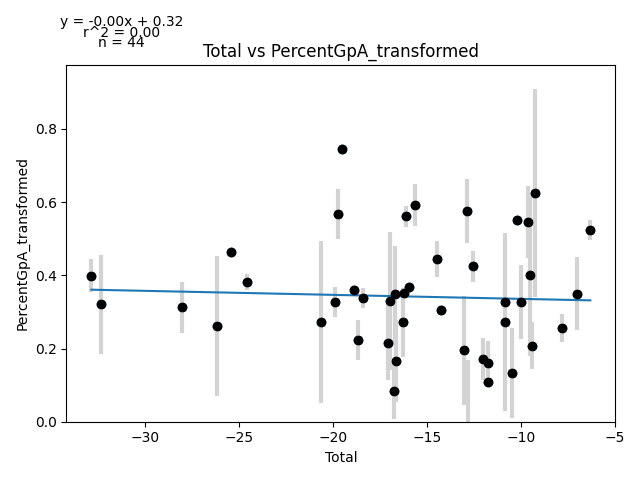 y = -0.00x + 0.32
r^2 = 0.00
n = 44
Total vs PercentGpA_transformed
PercentGpA_transformed
0.8
0.6
0.4
0.2
0.0
−30
−25
−20
−15
−10
−5
Total